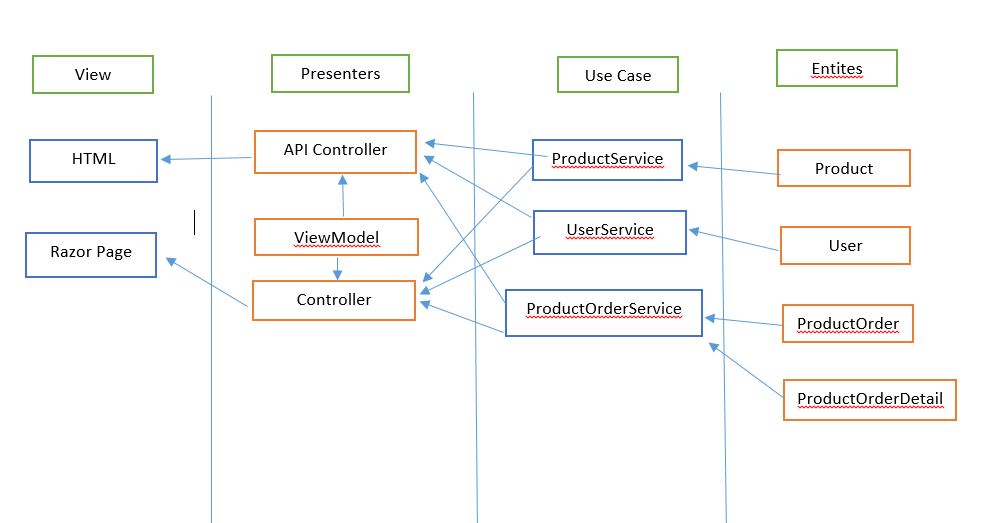 View
Presenters
Use Case
Entites
HTML
API Controller
ProductService
Product
ViewModel
UserService
User
Razor Page
Controller
ProductOrderService
ProductOrder
ProductOrderDetail